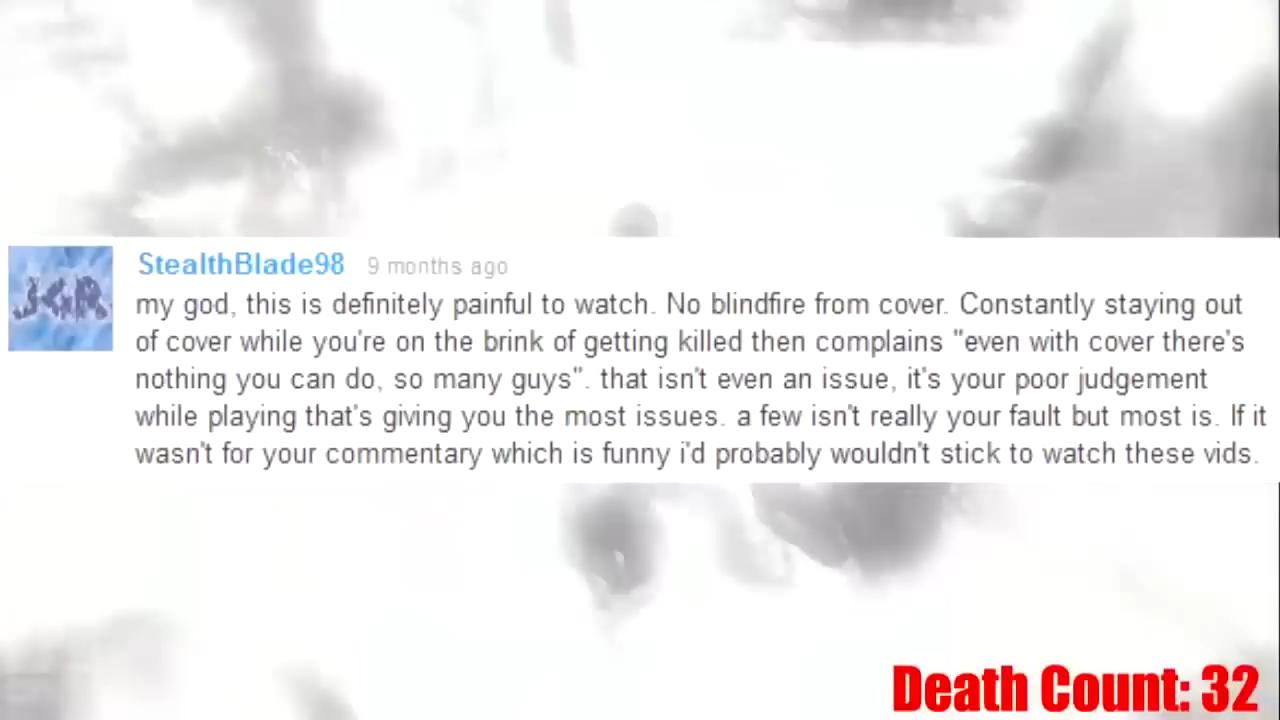 StealthBlade98 9 months ago
my god, this is definitely painful to watch. No blindfire from cover. Constantly staying out
of cover while you're on the brink of getting killed then complains "even with cover there's
nothing you can do, so many guys". that isn't even an issue, it's your poor judgement
while playing that's giving you the most issues. a few isn't really your fault but most is. If it
wasn't for your commentary which is funny i'd probably wouldn't stick to watch these vids.
JGR
Death Count: 32